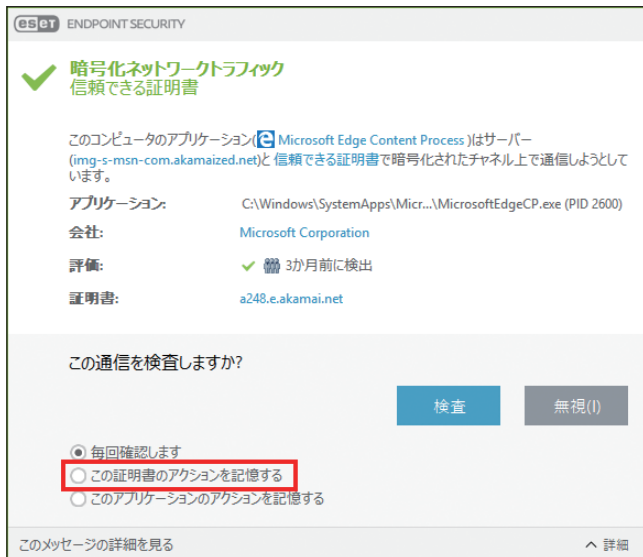 eset ENDPOINT SECURITY
暗号化ネットワークトラフィック
信頼できる証明書
このコンピュータのアプリケーション( Microsoft Edge Content Process )はサーバー
(img-s-msn-com.akamaized.net)と 信頼できる証明書で暗号化されたチャネル上で通信しようとして
います。
アプリケーション: C:\Windows\SystemApps\Micr...\MicrosoftEdgeCP.exe (PID 2600)
会社: Microsoft Corporation
評価: 3か月前に検出
証明書: a248.e.akamai.net
この通信を検査しますか?
検査 無視(I)
毎回確認します
この証明書のアクションを記憶する
このアプリケーションのアクションを記憶する
このメッセージの詳細を見る 詳細